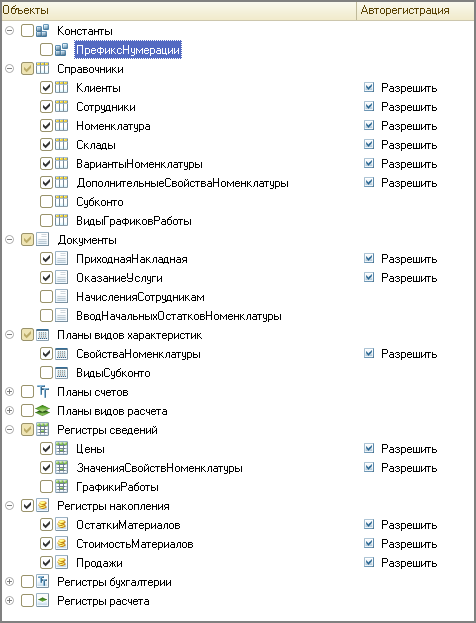 Объекты Авторегистрация
Константы
ПрефиксНумерации
Справочники
Клиенты Разрешить
Сотрудники Разрешить
Номенклатура Разрешить
Склады Разрешить
ВариантыНоменклатуры Разрешить
ДополнительныеСвойстваНоменклатуры Разрешить
Субконто
ВидыГрафиковРаботы
Документы
ПриходнаяНакладная Разрешить
ОказаниеУслуги Разрешить
НачисленияСотрудникам
ВводНачальныхОстатковНоменклатуры
Планы видов характеристик
СвойстваНоменклатуры Разрешить
ВидыСубконто
Планы счетов
Планы видов расчета
Регистры сведений
Цены Разрешить
ЗначенияСвойствНоменклатуры Разрешить
ГрафикиРаботы
Регистры накопления
ОстаткиМатериалов Разрешить
СтоимостьМатериалов Разрешить
Продажи Разрешить
Регистры бухгалтерии
Регистры расчета